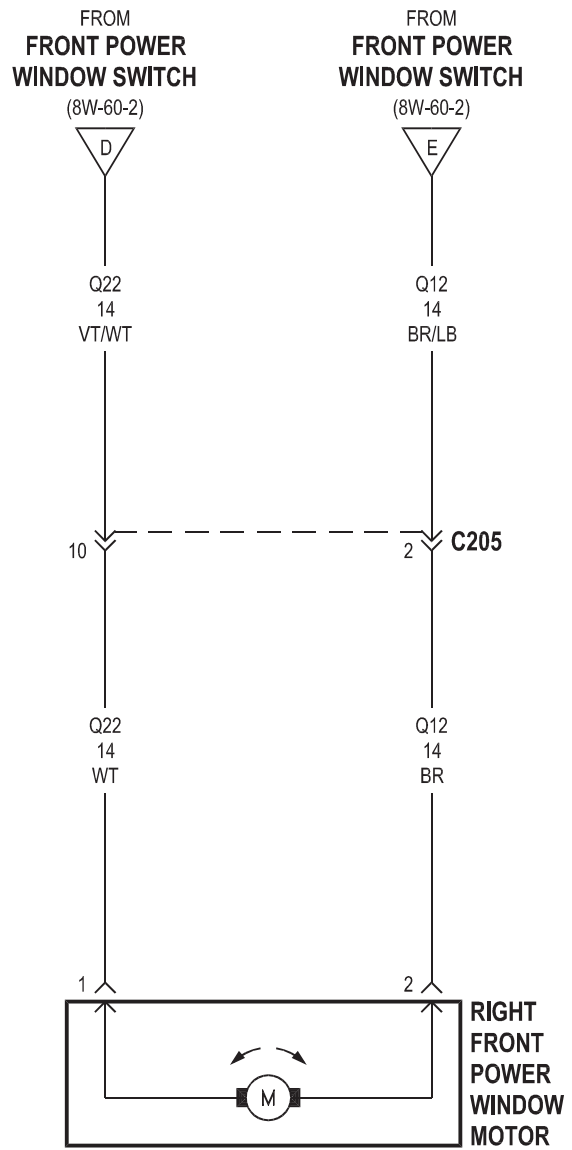 FROM
FRONT POWER
WINDOW SWITCH
(8W-60-2)
D
FROM
FRONT POWER
WINDOW SWITCH
(8W-60-2)
E
Q22
14
VT/WT
Q12
14
BR/LB
10
2
C205
Q22
14
WT
Q12
14
BR
1
2
M
RIGHT
FRONT
POWER
WINDOW
MOTOR